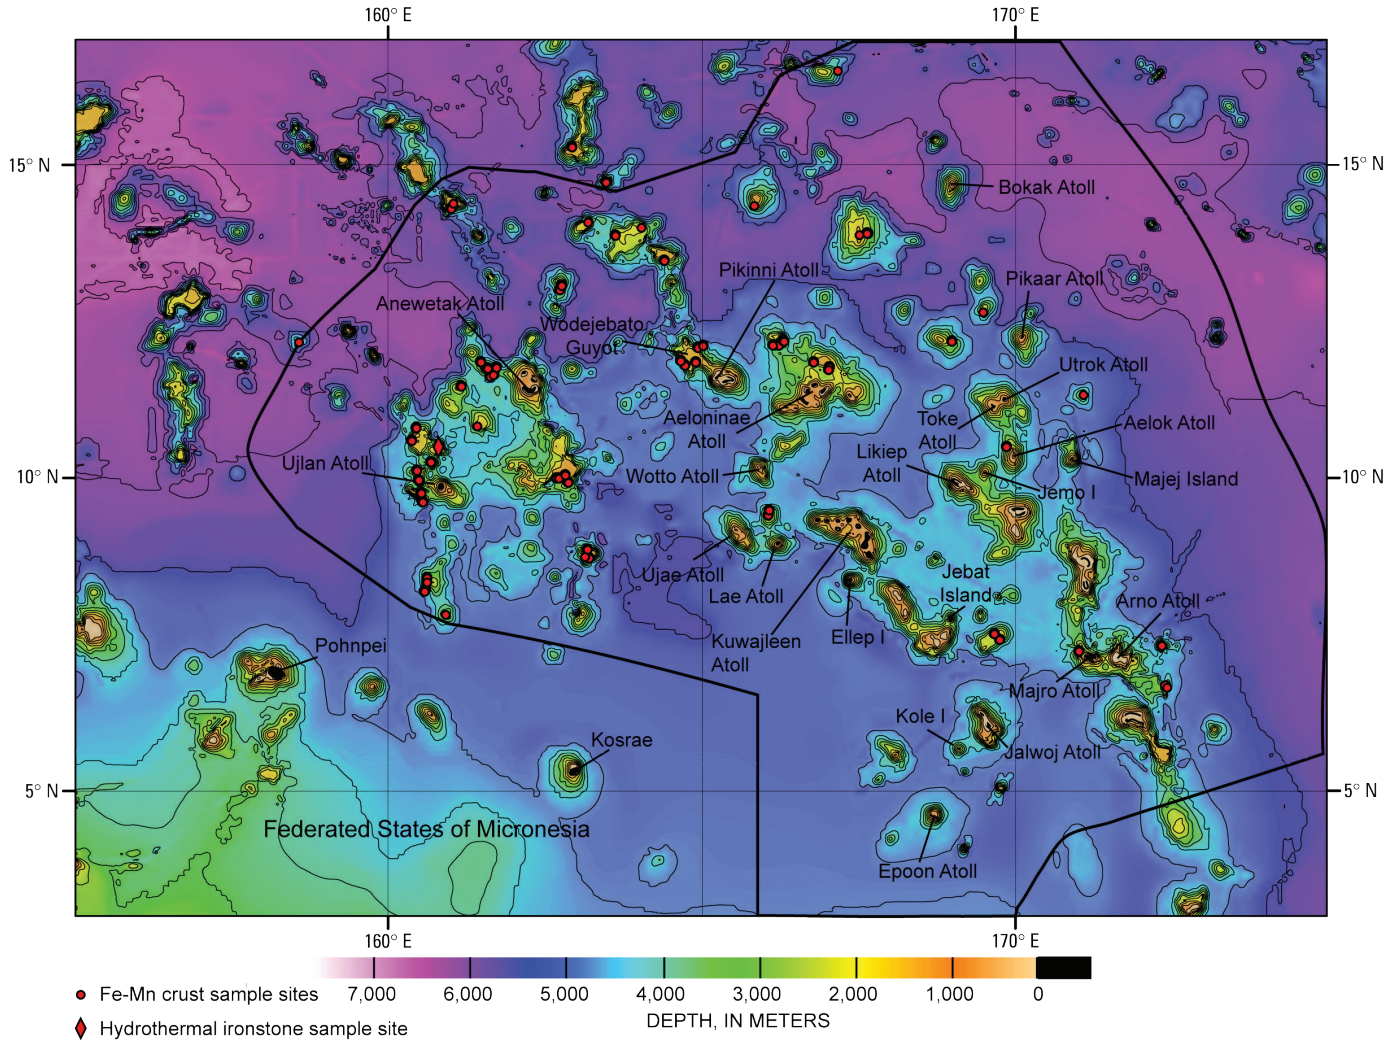 160° E
170° E
15° N
15° N
Bokak Atoll
Pikinni Atoll
Pikaar Atoll
Anewetak Atoll
Wodejebato
Guyot
Utrok Atoll
Aeloninae
Atoll
Toke
Atoll
Aelok Atoll
Likiep
Atoll
Ujlan Atoll
Wotto Atoll
10° N
10° N
Majej Island
Jemo I
Ujae Atoll
Jebat
Island
Lae Atoll
Arno Atoll
Ellep I
Kuwajleen
Atoll
Pohnpei
Majro Atoll
Kole I
Kosrae
Jalwoj Atoll
5° N
5° N
Federated States of Micronesia
Epoon Atoll
160° E
170° E
Fe-Mn crust sample sites
7,000 6,000 5,000 4,000 3,000 2,000 1,000 0
DEPTH, IN METERS
Hydrothermal ironstone sample site